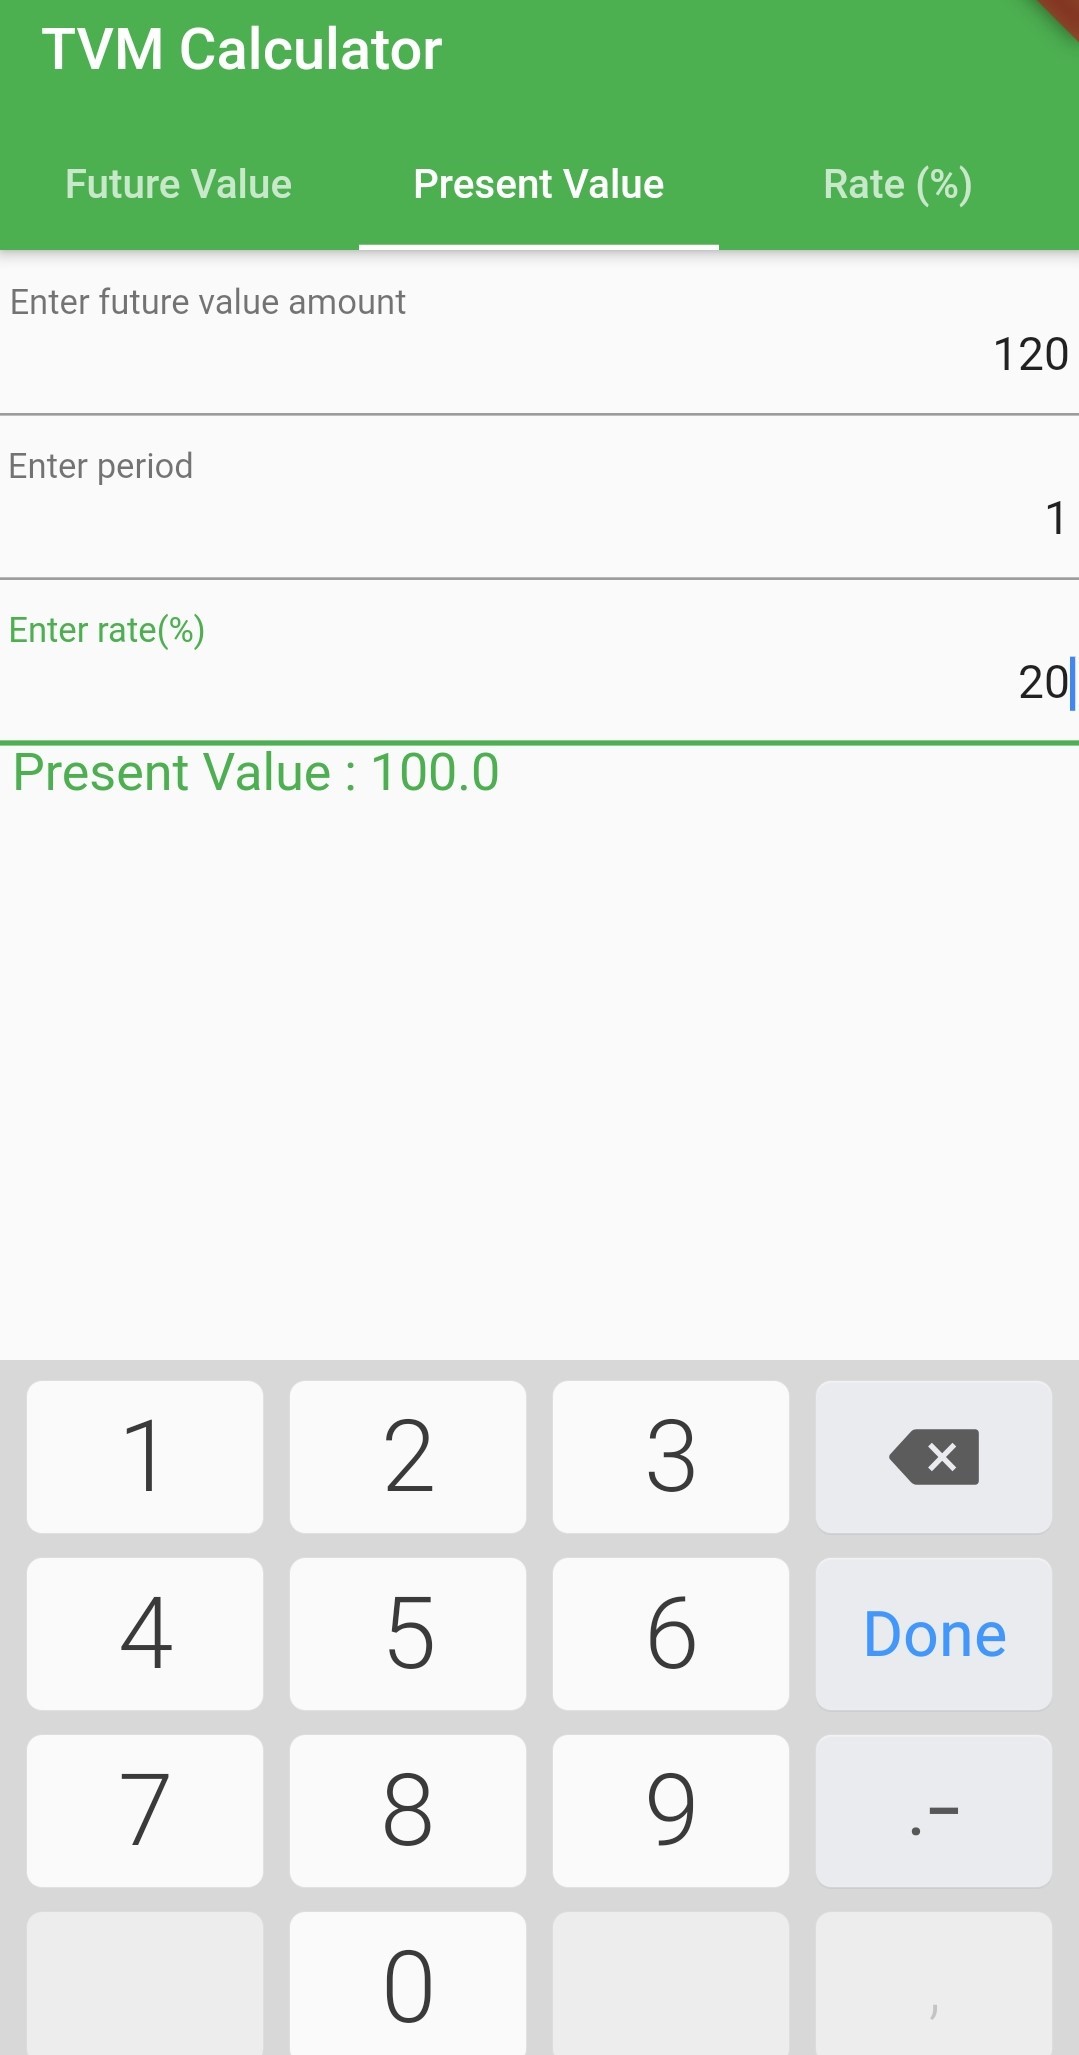 TVM Calculator
Future Value Present Value Rate (%)
Enter future value amount
120
Enter period
1
Enter rate(%)
20
Present Value : 100.0
1 2 3
4 5 6 Done
7 8 9 .-
0 ,